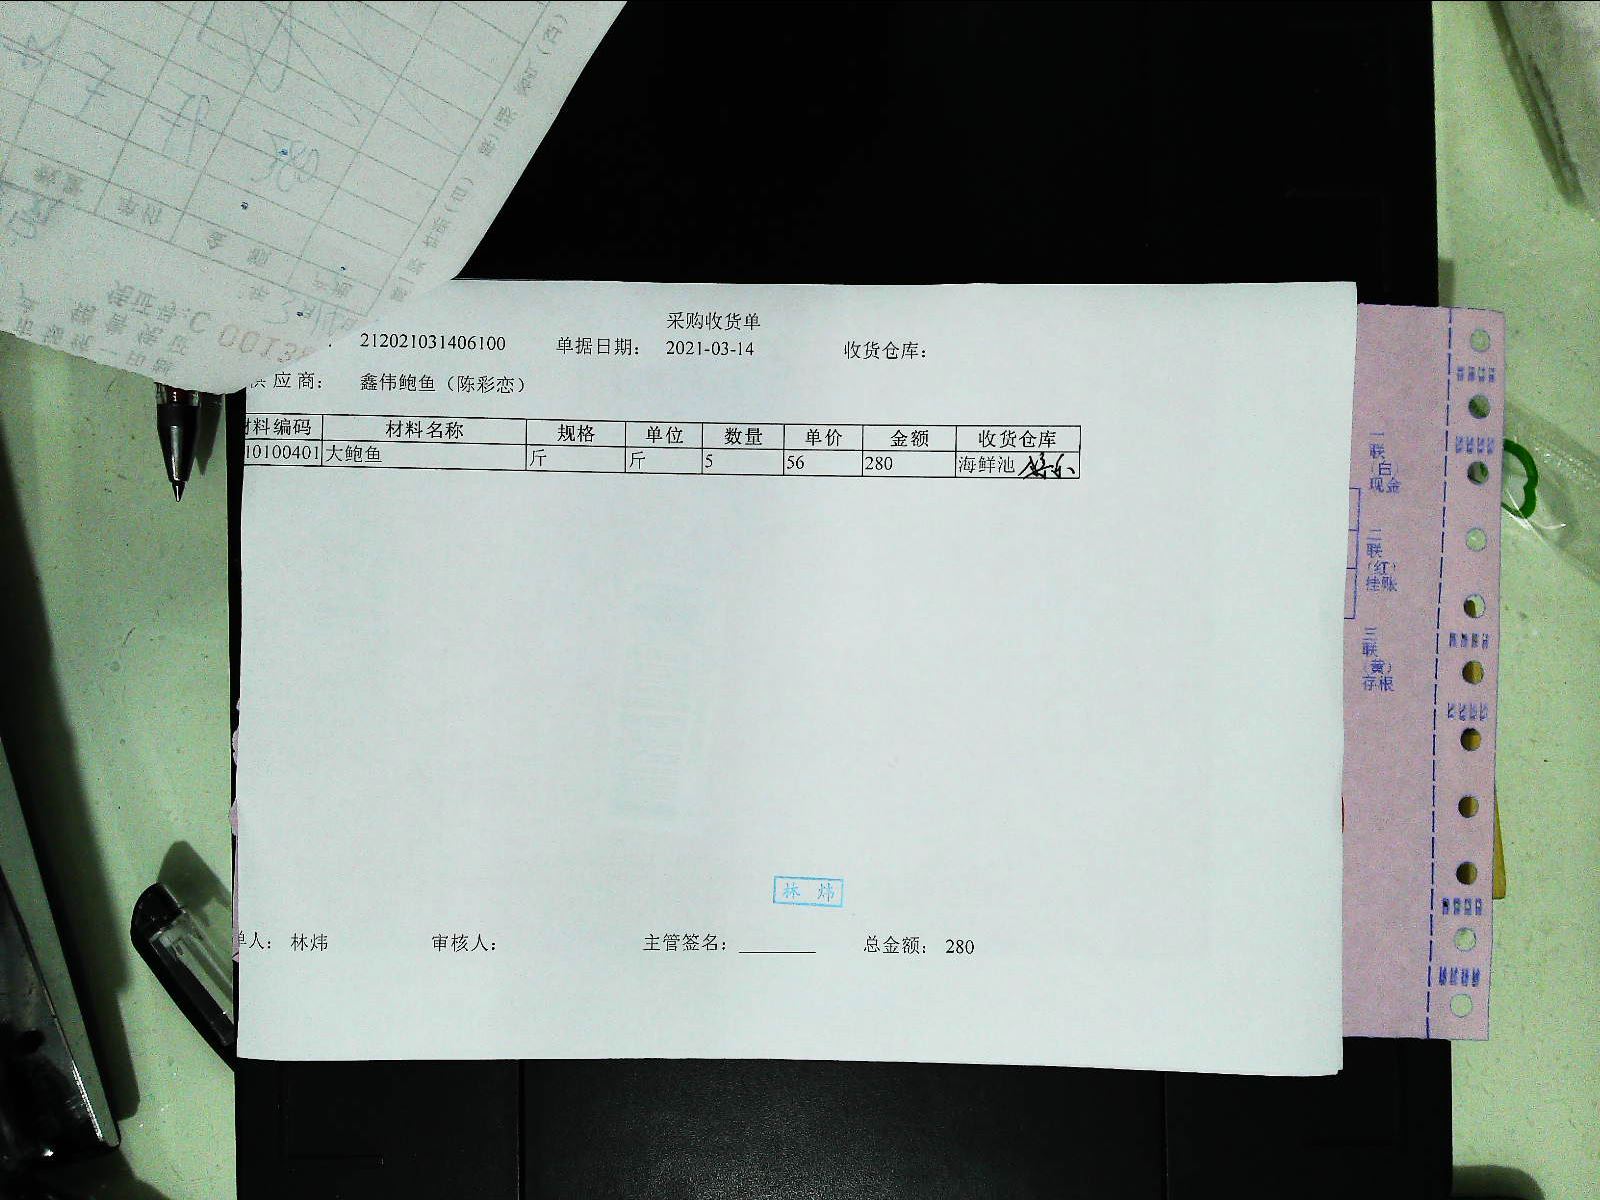 采购收货单
212021031406100 单据日期： 2021-03-14 收货仓库：
供应商： 鑫伟鲍鱼（陈彩恋）
材料编码 材料名称 规格 单位 数量 单价 金额 收货仓库
10100401 大鲍鱼 斤 斤 5 56 280 海鲜池
林 炜
单人： 林炜 审核人： 主管签名： 总金额： 280
一联（白）现金
二联（红）挂账
三联（黄）存根